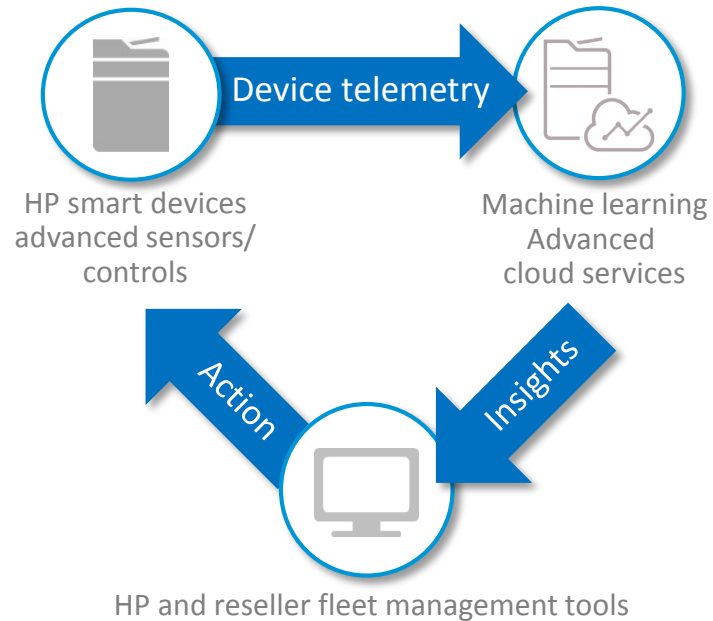 Device telemetry
HP smart devices
advanced sensors/
controls
Machine learning
Advanced
cloud services
Action
Insights
HP and reseller fleet management tools